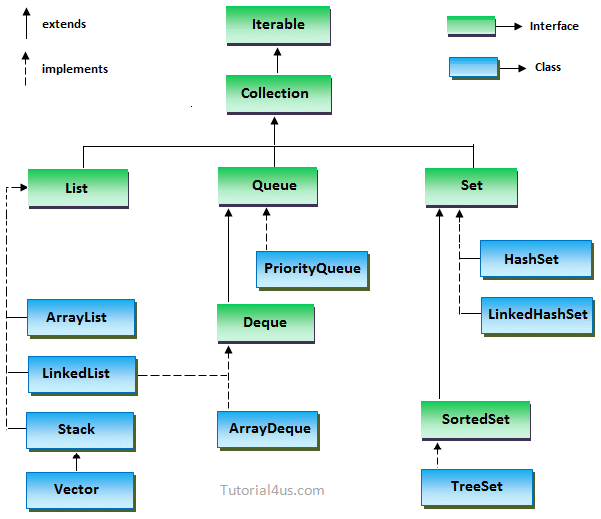 extends
implements
Iterable
Interface
Class
Collection
List
Queue
Set
PriorityQueue
HashSet
ArrayList
Deque
LinkedHashSet
LinkedList
Stack
ArrayDeque
SortedSet
Vector
Tutorial4us.com
TreeSet